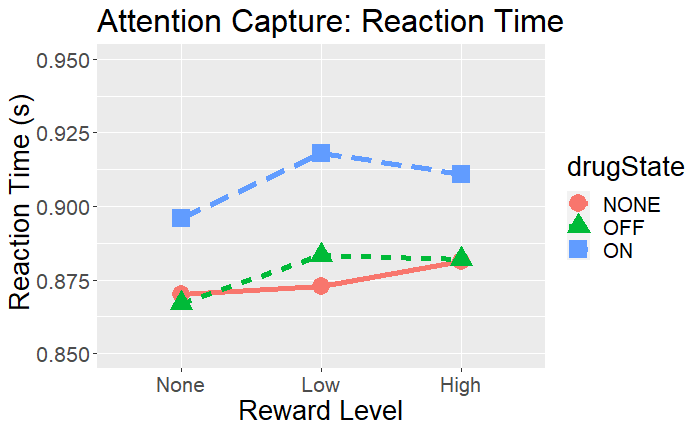 Attention Capture: Reaction Time
Reaction Time (s)
0.950
0.925
0.900
0.875
0.850
None
Low
High
Reward Level
drugState
NONE
OFF
ON